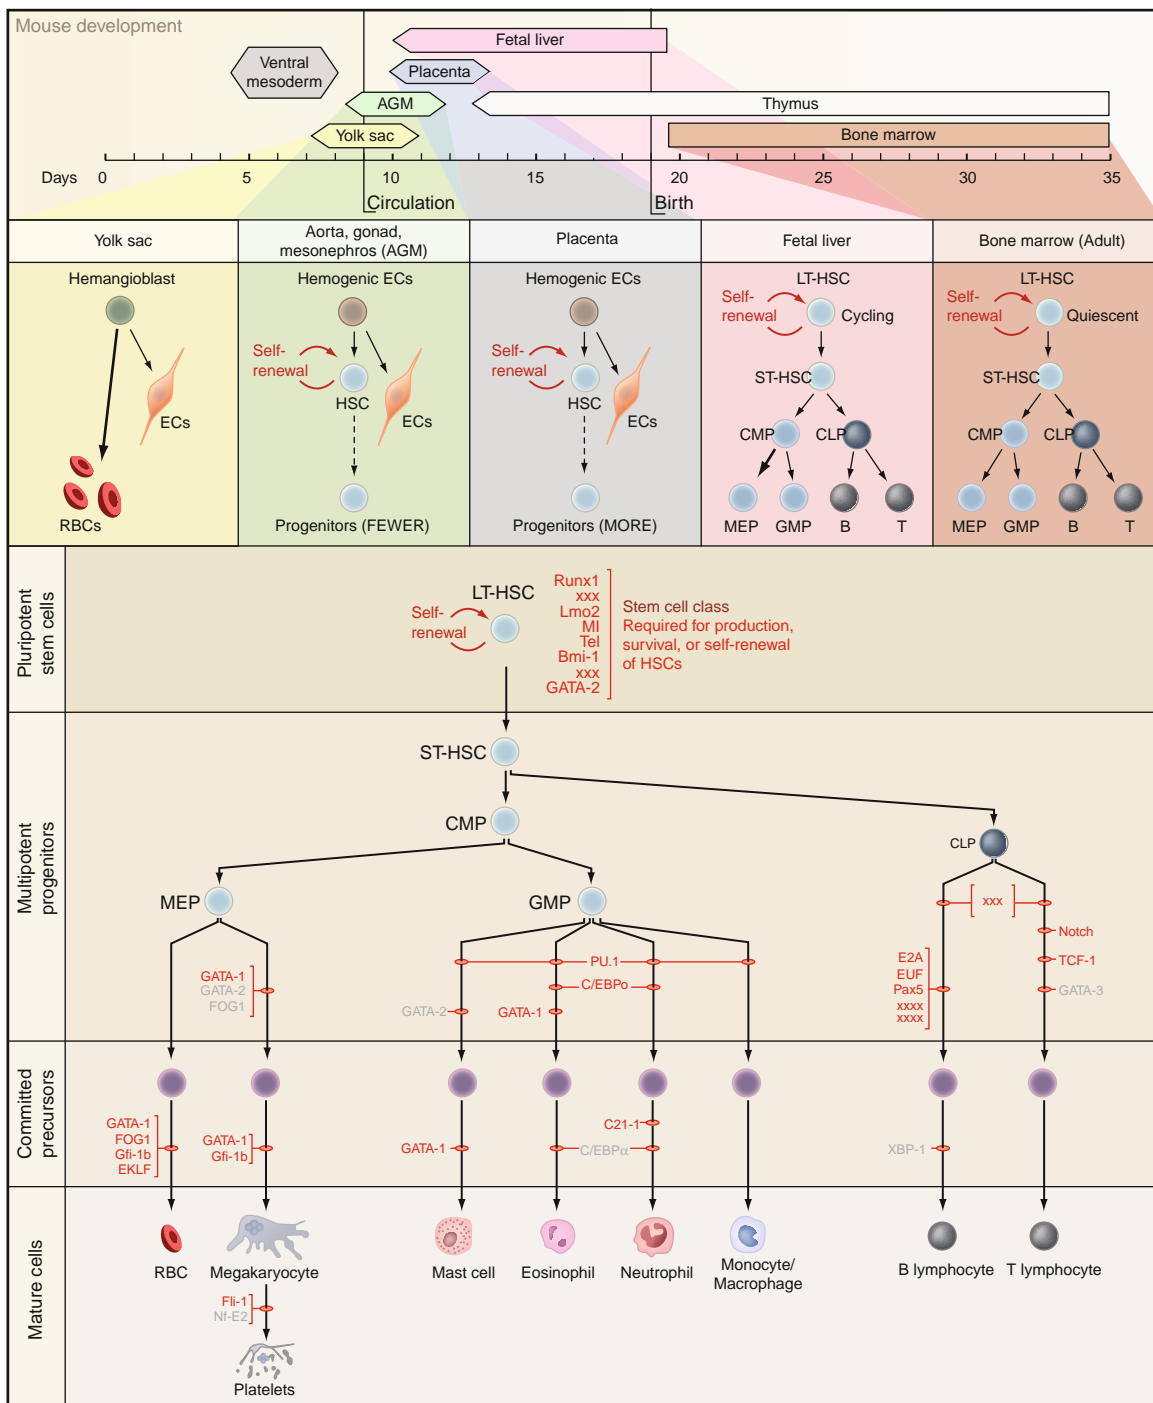 Mouse development
Fetal liver
Ventral
mesoderm
Placenta
AGM
Thymus
Yolk sac
Bone marrow
Days
0
5
10
15
20
25
30
35
Circulation
Birth
Yolk sac
Aorta, gonad,
mesonephros (AGM)
Placenta
Fetal liver
Bone marrow (Adult)
Hemangioblast
ECs
RBCs
Hemogenic ECs
Self-
renewal
HSC
ECs
Progenitors (FEWER)
Hemogenic ECs
Self-
renewal
HSC
ECs
Progenitors (MORE)
LT-HSC
Self-
renewal
Cycling
ST-HSC
CMP
CLP
MEP
GMP
B
T
LT-HSC
Self-
renewal
Quiescent
ST-HSC
CMP
CLP
MEP
GMP
B
T
Pluripotent
stem cells
LT-HSC
Self-
renewal
Runx1
xxx
Lmo2
MI
Tel
Bmi-1
xxx
GATA-2
Stem cell class
Required for production,
survival, or self-renewal
of HSCs
Multipotent
progenitors
ST-HSC
CMP
CLP
MEP
GMP
xxx
Notch
TCF-1
GATA-3
E2A
EUF
Pax5
xxxx
xxxx
PU.1
C/EBPo
GATA-2
GATA-1
GATA-1
GATA-2
FOG1
Committed
precursors
GATA-1
FOG1
Gfi-1b
EKLF
GATA-1
Gfi-1b
GATA-1
C21-1
C/EBPα
XBP-1
Mature cells
RBC
Megakaryocyte
Mast cell
Eosinophil
Neutrophil
Monocyte/
Macrophage
B lymphocyte
T lymphocyte
Fli-1
Nf-E2
Platelets